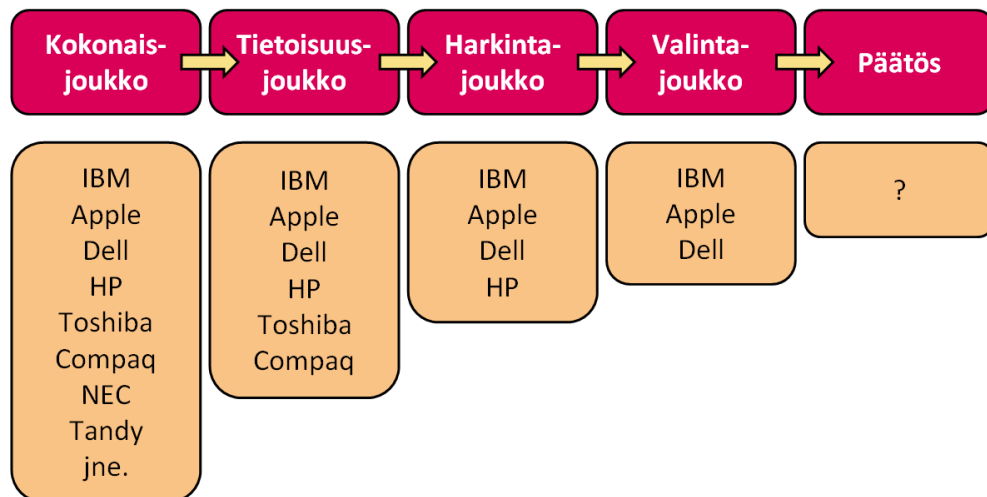 Kokonais-
joukko
Tietoisuus-
joukko
Harkinta-
joukko
Valinta-
joukko
Päätös
IBM
Apple
Dell
HP
Toshiba
Compaq
NEC
Tandy
jne.
IBM
Apple
Dell
HP
Toshiba
Compaq
IBM
Apple
Dell
HP
IBM
Apple
Dell
?